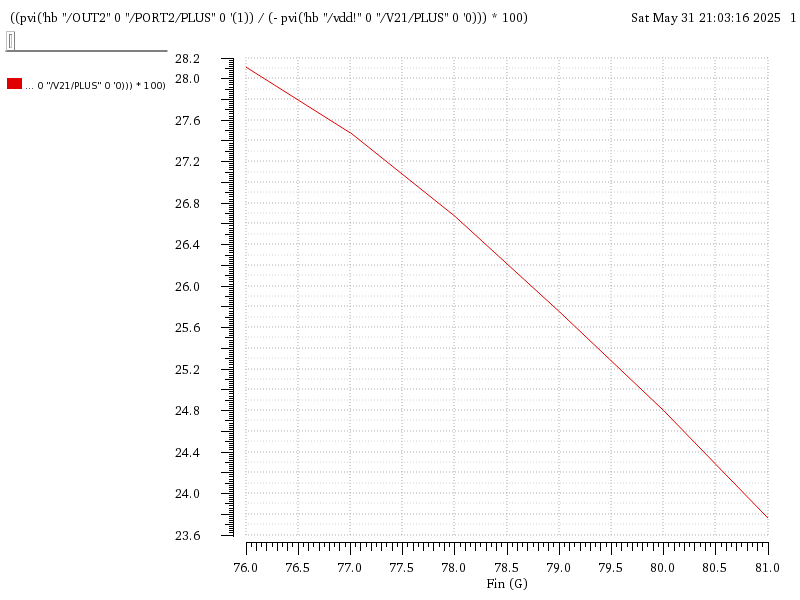 ((pvi('hb "/OUT2" 0 "/PORT2/PLUS" 0 '(1)) / (- pvi('hb "/vdd!" 0 "/V21/PLUS" 0 '0))) * 100)
Sat May 31 21:03:16 2025 1
... 0 "/V21/PLUS" 0 '0))) * 100)
28.2
28.0
27.6
27.2
26.8
26.4
26.0
25.6
25.2
24.8
24.4
24.0
23.6
76.0 76.5 77.0 77.5 78.0 78.5 79.0 79.5 80.0 80.5 81.0
Fin (G)